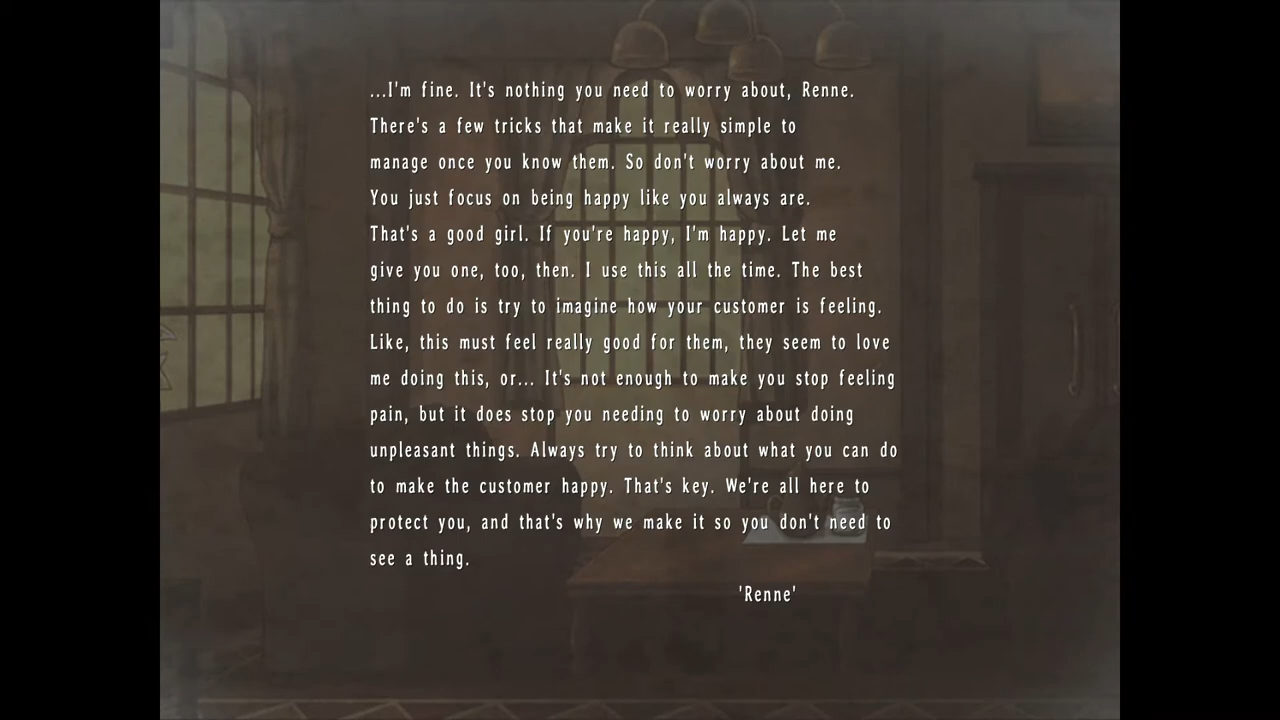 ...I'm fine. It's nothing you need to worry about, Renne.
There's a few tricks that make it really simple to
manage once you know them. So don't worry about me.
You just focus on being happy like you always are.
That's a good girl. If you're happy, I'm happy. Let me
give you one, too, then. I use this all the time. The best
thing to do is try to imagine how your customer is feeling.
Like, this must feel really good for them, they seem to love
me doing this, or... It's not enough to make you stop feeling
pain, but it does stop you needing to worry about doing
unpleasant things. Always try to think about what you can do
to make the customer happy. That's key. We're all here to
protect you, and that's why we make it so you don't need to
see a thing.
'Renne'